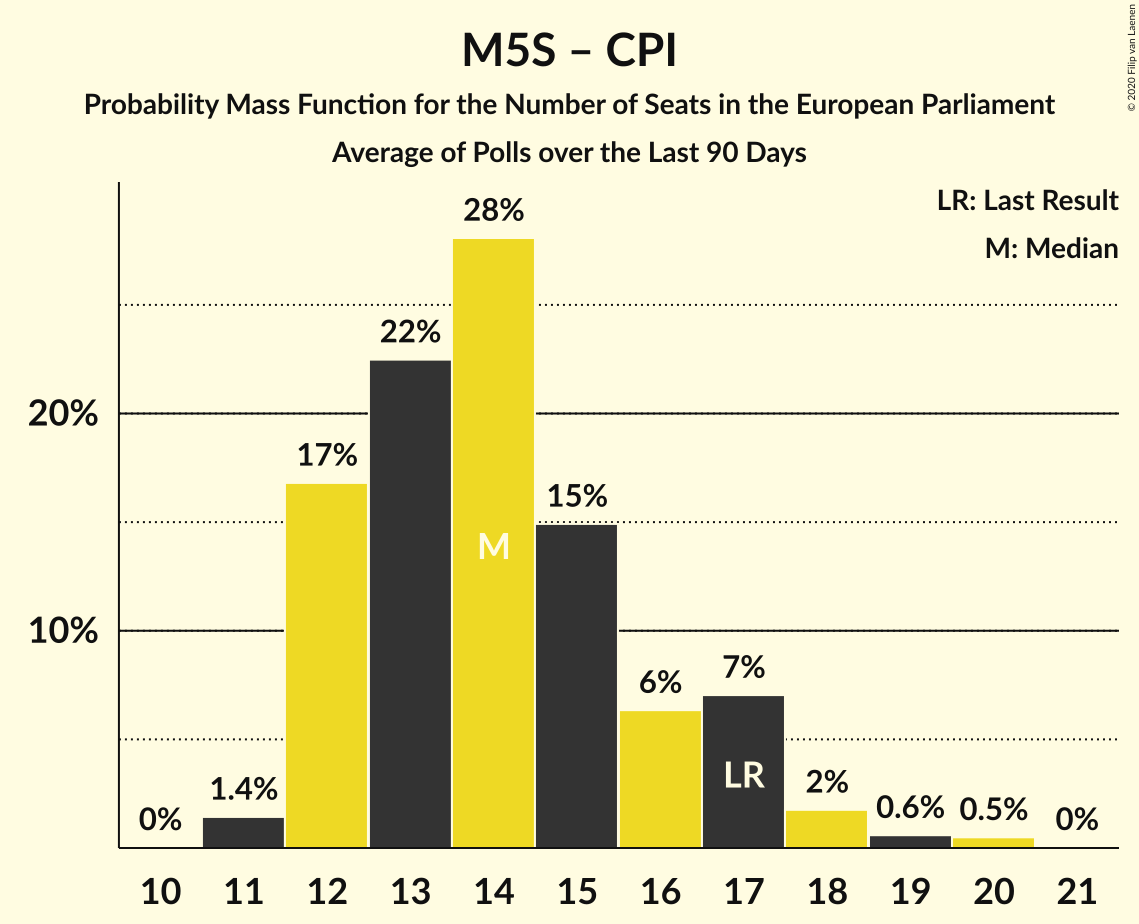 M5S – CPI
Probability Mass Function for the Number of Seats in the European Parliament
Average of Polls over the Last 90 Days
© 2020 Filip van Laenen
LR: Last Result
M: Median
28%
22%
20%
17%
15%
M
10%
7%
6%
LR
2%
1.4%
0.6%
0.5%
0%
0%
10 11 12 13 14 15 16 17 18 19 20 21